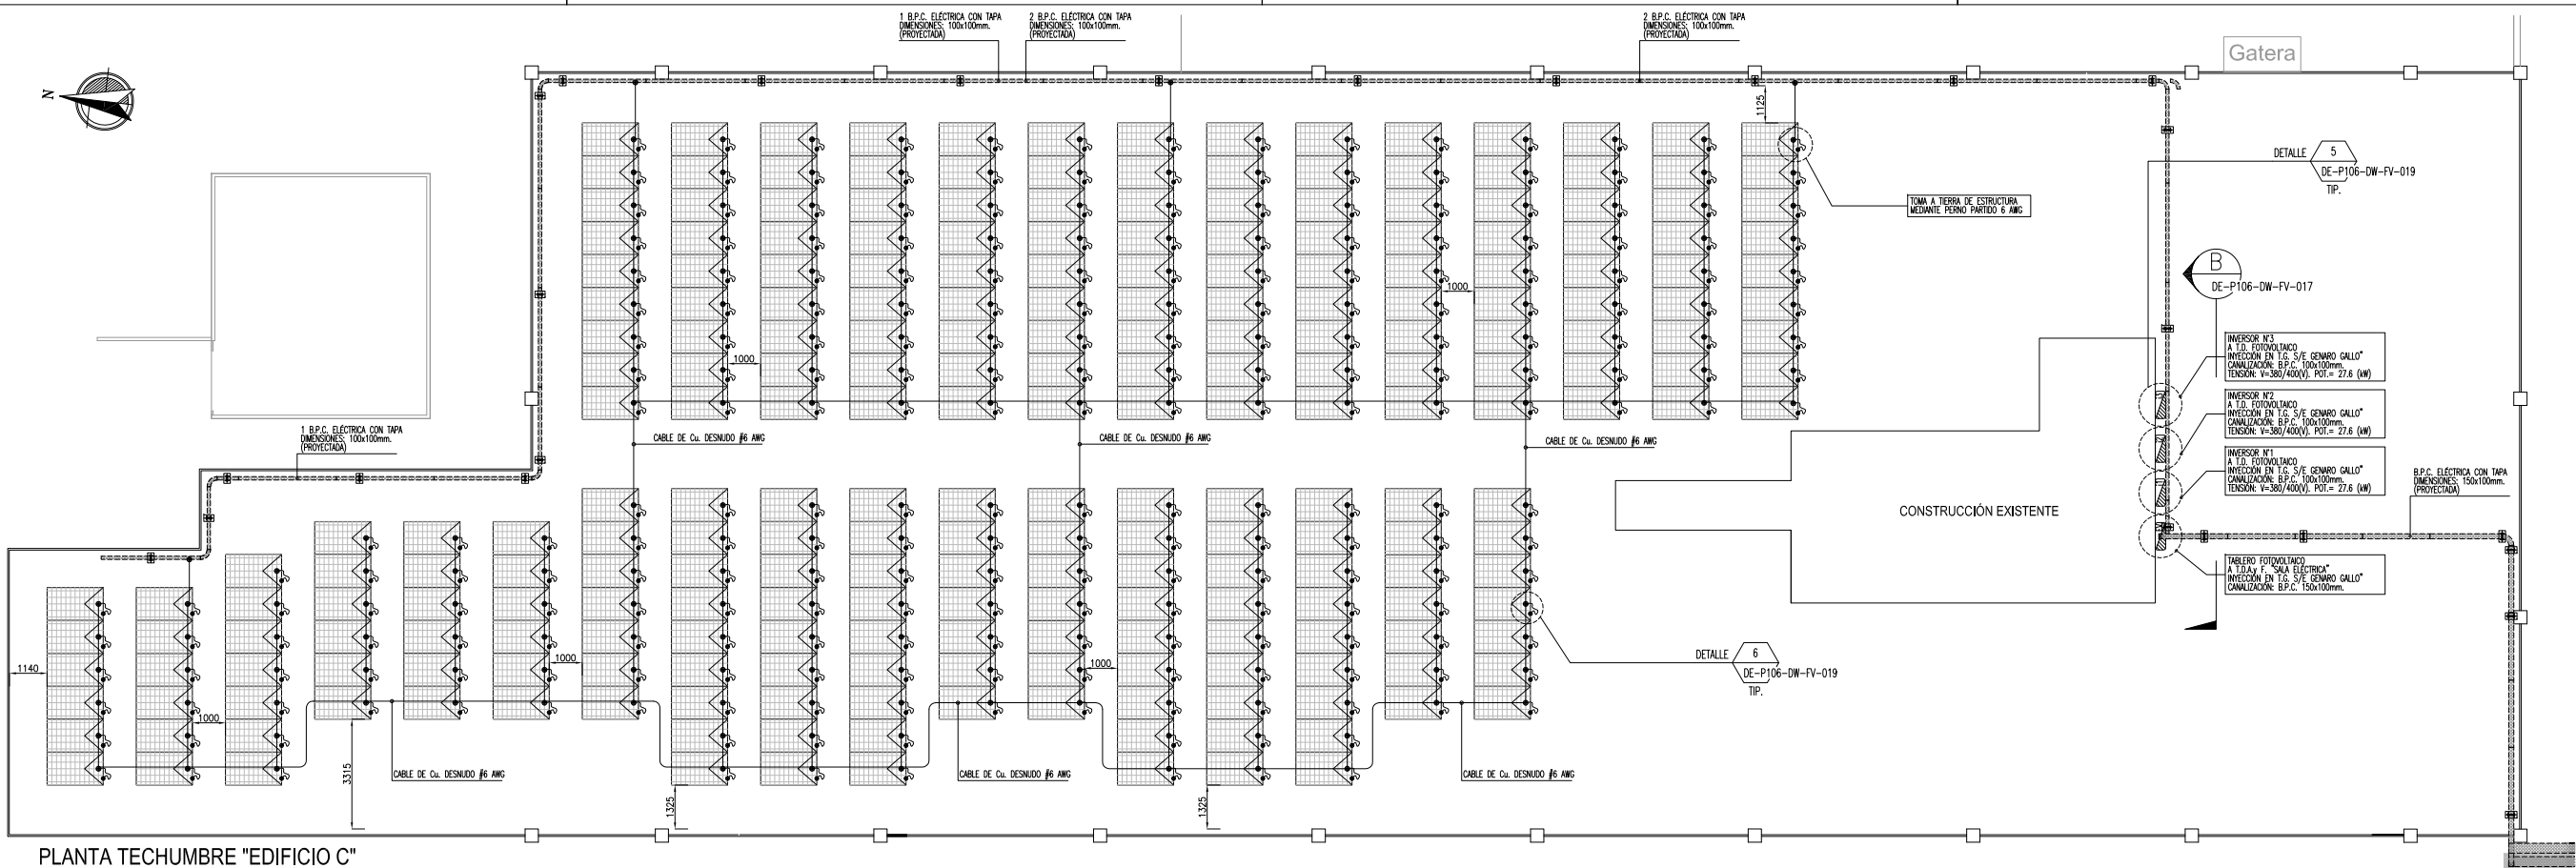 1 B.P.C. ELÉCTRICA CON TAPA
DIMENSIONES: 100x100mm.
(PROYECTADA)
2 B.P.C. ELÉCTRICA CON TAPA
DIMENSIONES: 100x100mm.
(PROYECTADA)
2 B.P.C. ELÉCTRICA CON TAPA
DIMENSIONES: 100x100mm.
(PROYECTADA)
Gatera
N
1125
DETALLE 5
DE-P106-DW-FV-019
TIP.
TOMA A TIERRA DE ESTRUCTURA
MEDIANTE PERNO PARTIDO 6 AWG
B
DE-P106-DW-FV-017
1000
1000
INVERSOR N°3
A T.D. FOTOVOLTAICO
INYECCIÓN EN T.G. S/E GENARO GALLO"
CANALIZACIÓN: B.P.C. 100x100mm.
TENSIÓN: V=380/400(V). POT.= 27.6 (kW)
INVERSOR N°2
A T.D. FOTOVOLTAICO
INYECCIÓN EN T.G. S/E GENARO GALLO"
CANALIZACIÓN: B.P.C. 100x100mm.
TENSIÓN: V=380/400(V). POT.= 27.6 (kW)
INVERSOR N°1
A T.D. FOTOVOLTAICO
INYECCIÓN EN T.G. S/E GENARO GALLO"
CANALIZACIÓN: B.P.C. 100x100mm.
TENSIÓN: V=380/400(V). POT.= 27.6 (kW)
1 B.P.C. ELÉCTRICA CON TAPA
DIMENSIONES: 100x100mm.
(PROYECTADA)
CABLE DE Cu. DESNUDO #6 AWG
CABLE DE Cu. DESNUDO #6 AWG
CABLE DE Cu. DESNUDO #6 AWG
B.P.C. ELÉCTRICA CON TAPA
DIMENSIONES: 150x100mm.
(PROYECTADA)
CONSTRUCCIÓN EXISTENTE
TABLERO FOTOVOLTAICO
A T.D.A.y F. "SALA ELÉCTRICA"
INYECCIÓN EN T.G. S/E GENARO GALLO"
CANALIZACIÓN: B.P.C. 150x100mm.
1140
1000
1000
1000
DETALLE 6
DE-P106-DW-FV-019
TIP.
3315
CABLE DE Cu. DESNUDO #6 AWG
CABLE DE Cu. DESNUDO #6 AWG
CABLE DE Cu. DESNUDO #6 AWG
1325
1325
PLANTA TECHUMBRE "EDIFICIO C"